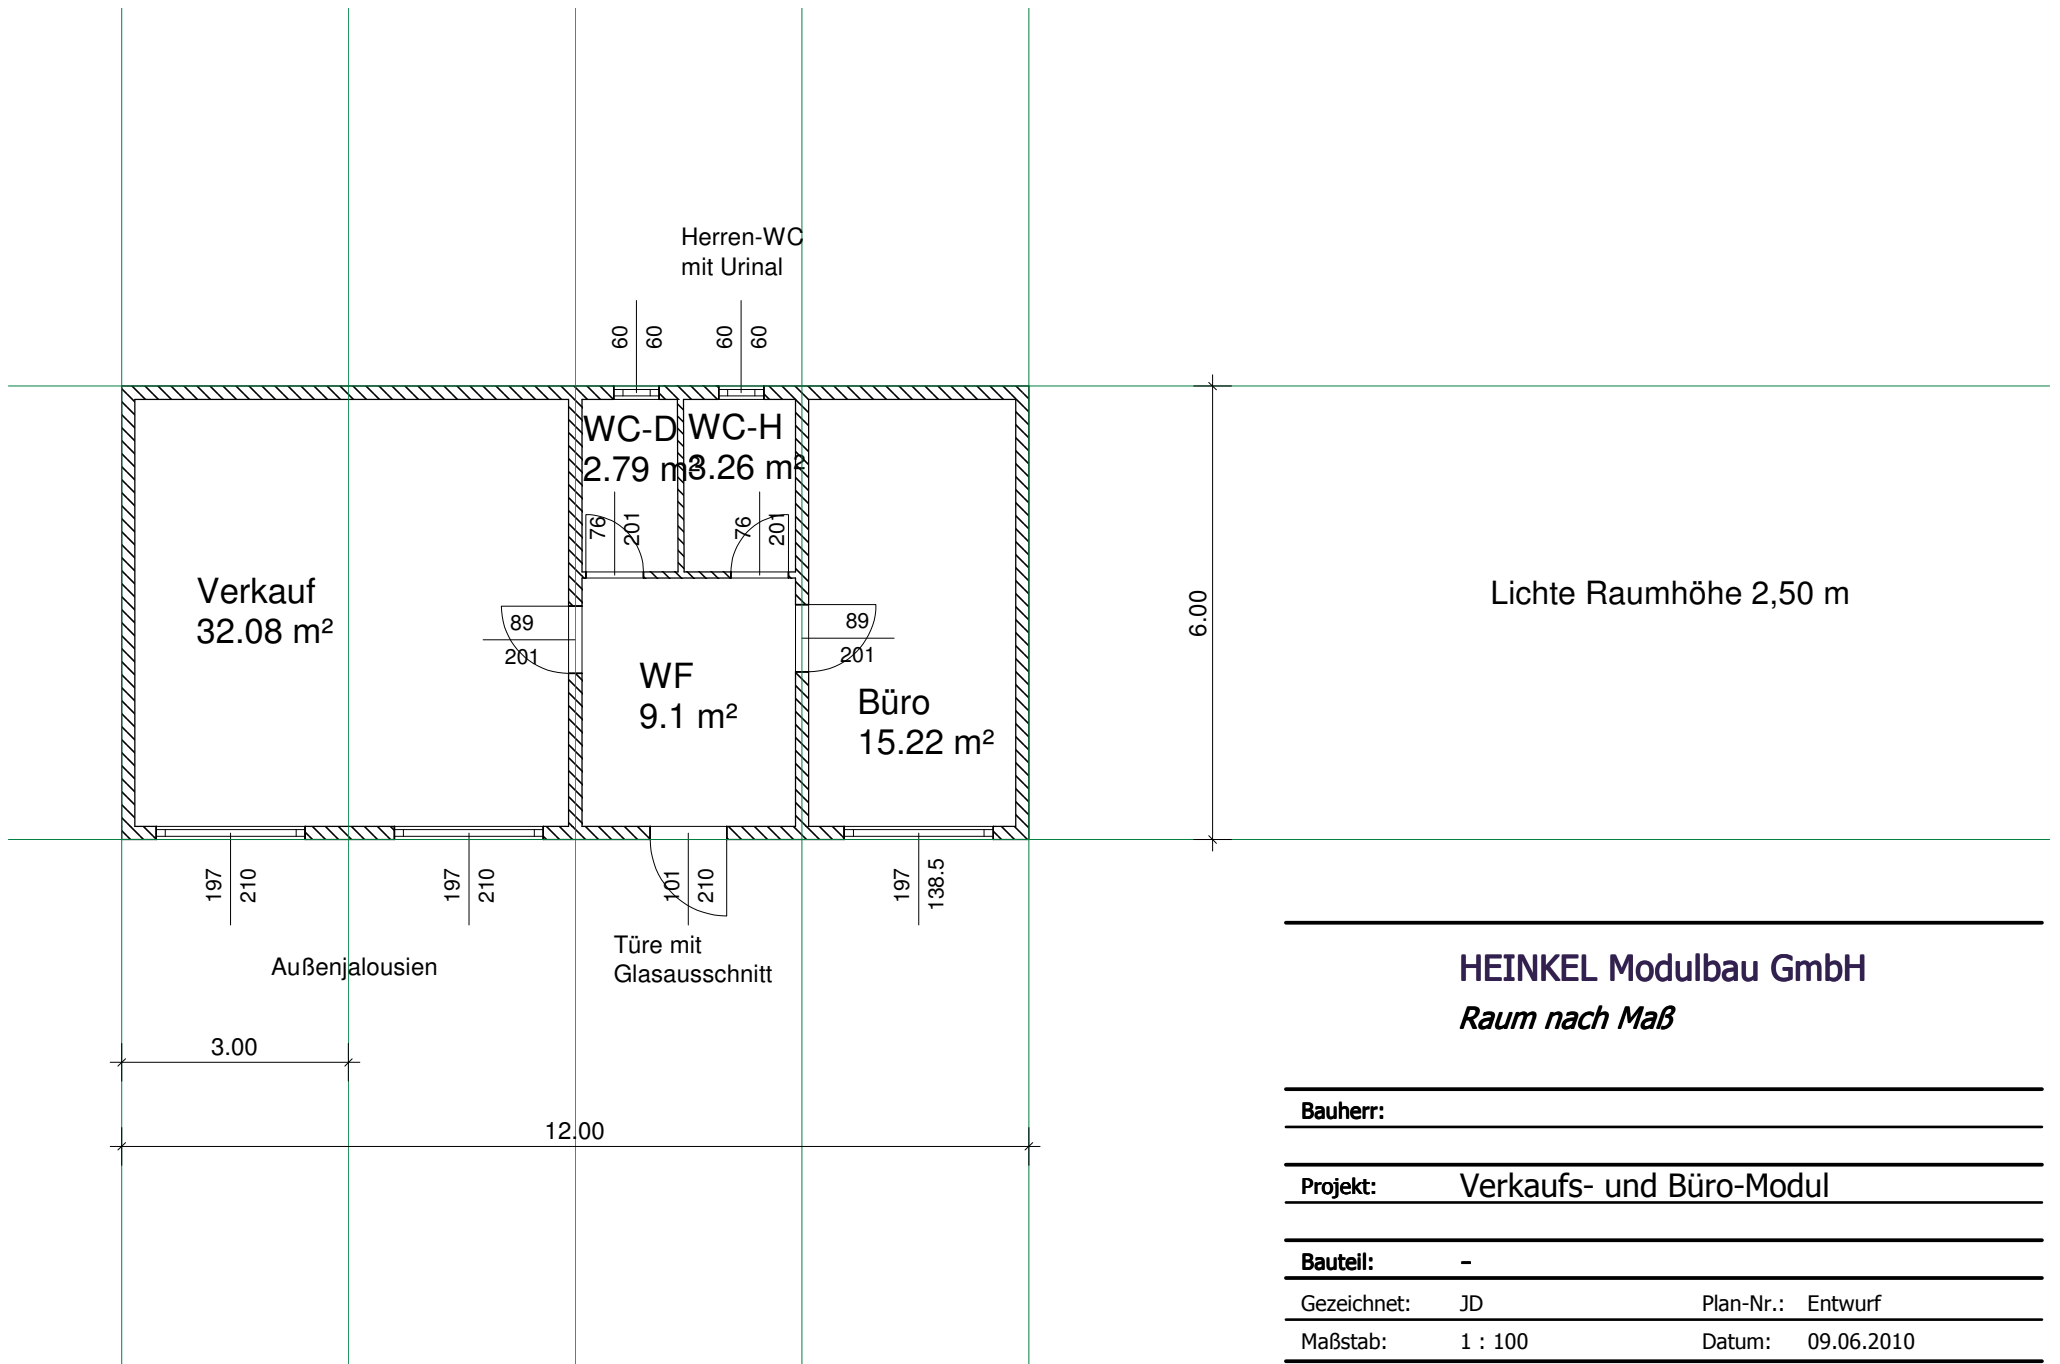 Herren-WC
mit Urinal
60
60
60
60
WC-D
2.79 m²
WC-H
3.26 m²
76
201
76
201
Verkauf
32.08 m²
89
201
89
201
WF
9.1 m²
Büro
15.22 m²
6.00
Lichte Raumhöhe 2,50 m
197
210
197
210
101
210
197
138.5
Außenjalousien
Türe mit
Glasausschnitt
3.00
12.00
HEINKEL Modulbau GmbH
Raum nach Maß
Bauherr:
Projekt: Verkaufs- und Büro-Modul
Bauteil: -
Gezeichnet: JD Plan-Nr.: Entwurf
Maßstab: 1 : 100 Datum: 09.06.2010